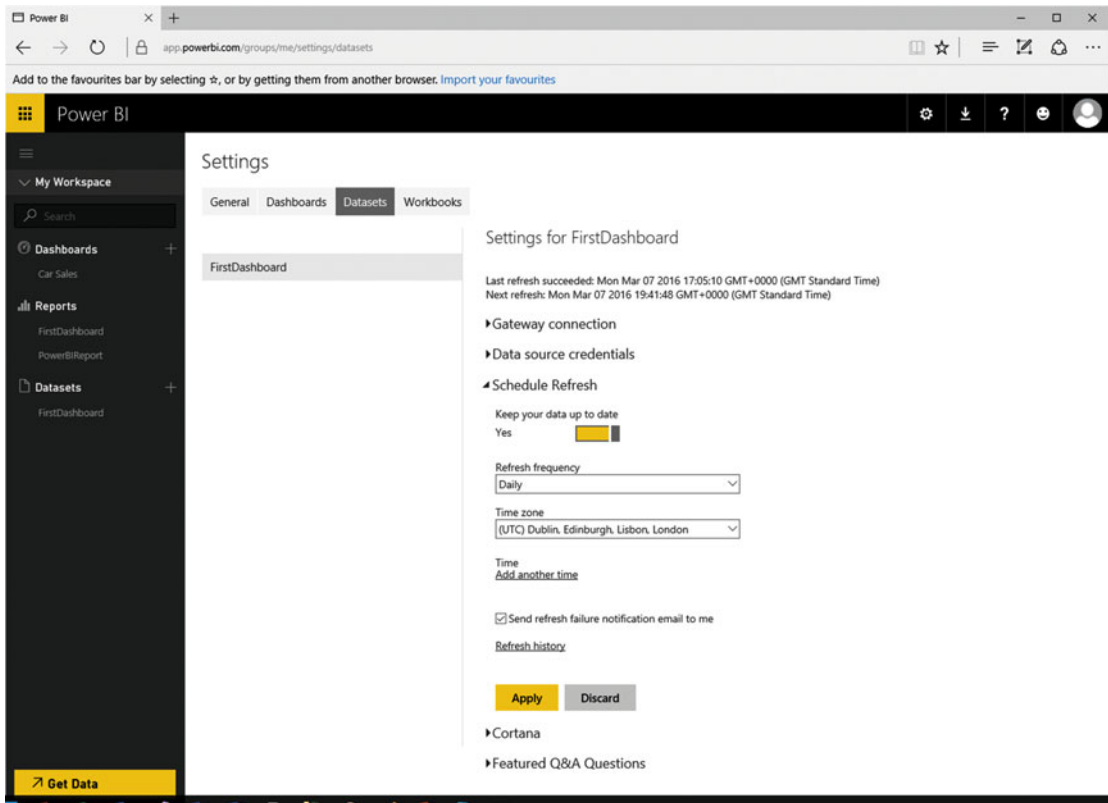 Power BI
app.powerbi.com/groups/me/settings/datasets
Add to the favourites bar by selecting ☆, or by getting them from another browser. Import your favourites
Power BI
?
My Workspace
Search
Dashboards
Car Sales
Reports
FirstDashboard
PowerBIReport
Datasets
FirstDashboard
Get Data
Settings
General Dashboards Datasets Workbooks
FirstDashboard
Settings for FirstDashboard
Last refresh succeeded: Mon Mar 07 2016 17:05:10 GMT+0000 (GMT Standard Time)
Next refresh: Mon Mar 07 2016 19:41:48 GMT+0000 (GMT Standard Time)
Gateway connection
Data source credentials
Schedule Refresh
Keep your data up to date
Yes
Refresh frequency
Daily
Time zone
(UTC) Dublin, Edinburgh, Lisbon, London
Time
Add another time
Send refresh failure notification email to me
Refresh history
Apply Discard
Cortana
Featured Q&A Questions